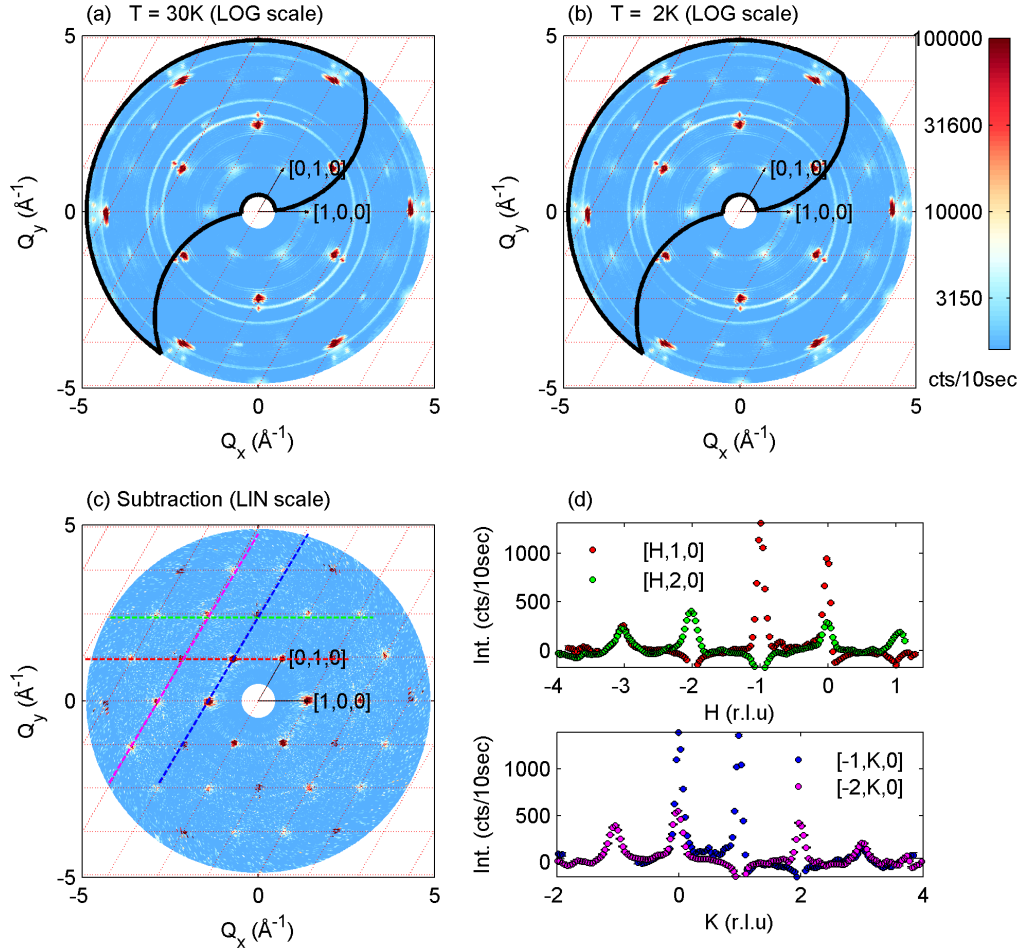 (a) T = 30K (LOG scale)
5
0
-5
-5 0 5
Q_y (Å^-1)
Q_x (Å^-1)
[0,1,0]
[1,0,0]
(b) T = 2K (LOG scale)
5
0
-5
-5 0 5
Q_y (Å^-1)
Q_x (Å^-1)
[0,1,0]
[1,0,0]
100000
31600
10000
3150
cts/10sec
(c) Subtraction (LIN scale)
5
0
-5
-5 0 5
Q_y (Å^-1)
Q_x (Å^-1)
[0,1,0]
[1,0,0]
(d)
1000
500
0
Int. (cts/10sec)
[H,1,0]
[H,2,0]
-4 -3 -2 -1 0 1
H (r.l.u)
1000
500
0
Int. (cts/10sec)
[-1,K,0]
[-2,K,0]
-2 0 2 4
K (r.l.u)